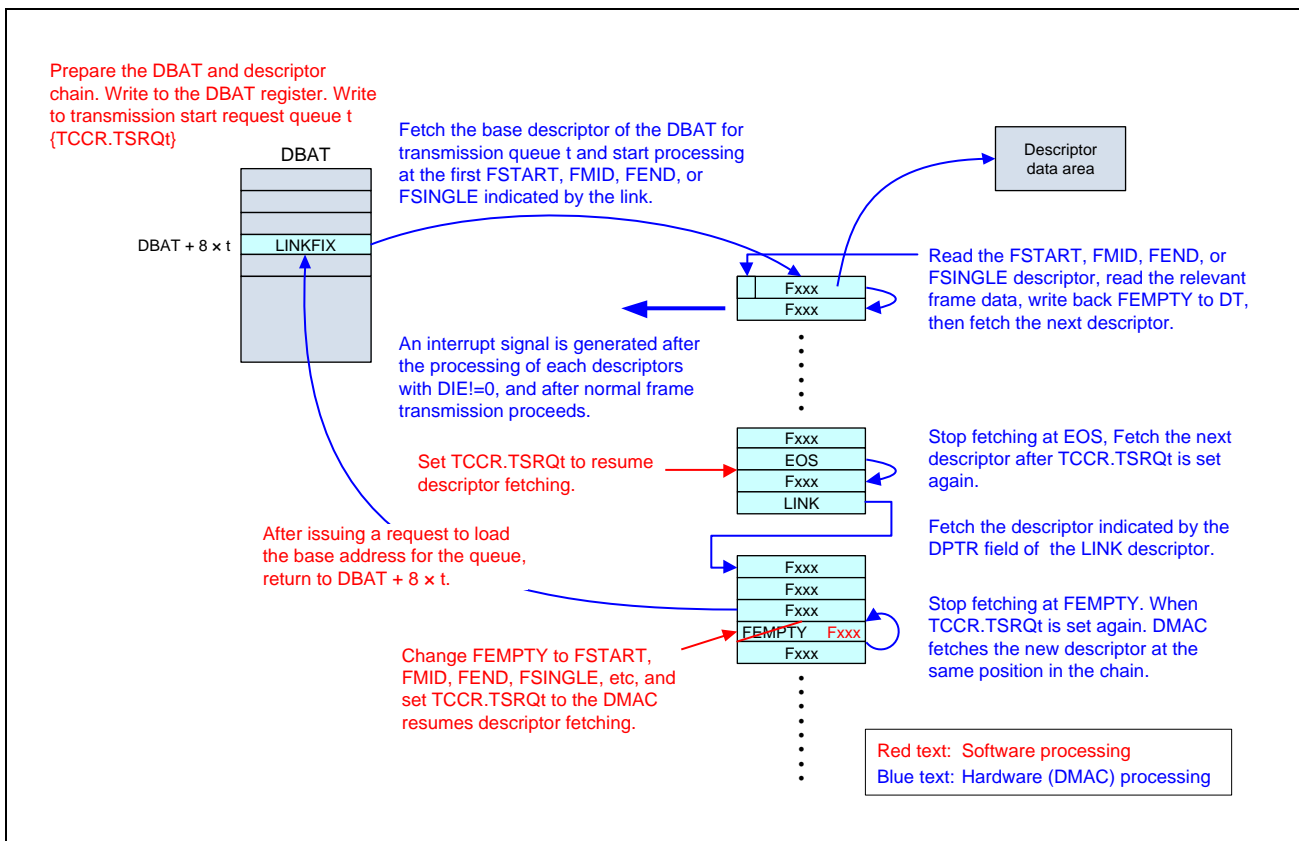 Prepare the DBAT and descriptor
chain. Write to the DBAT register. Write
to transmission start request queue t
{TCCR.TSRQt}
DBAT
DBAT + 8 × t
LINKFIX
Fetch the base descriptor of the DBAT for
transmission queue t and start processing
at the first FSTART, FMID, FEND, or
FSINGLE indicated by the link.
Descriptor
data area
Read the FSTART, FMID, FEND, or
FSINGLE descriptor, read the relevant
frame data, write back FEMPTY to DT,
then fetch the next descriptor.
Fxxx
Fxxx
An interrupt signal is generated after
the processing of each descriptors
with DIE!=0, and after normal frame
transmission proceeds.
Fxxx
EOS
Fxxx
LINK
Stop fetching at EOS, Fetch the next
descriptor after TCCR.TSRQt is set
again.
Set TCCR.TSRQt to resume
descriptor fetching.
Fetch the descriptor indicated by the
DPTR field of the LINK descriptor.
After issuing a request to load
the base address for the queue,
return to DBAT + 8 × t.
Fxxx
Fxxx
Fxxx
FEMPTY Fxxx
Fxxx
Stop fetching at FEMPTY. When
TCCR.TSRQt is set again. DMAC
fetches the new descriptor at the
same position in the chain.
Change FEMPTY to FSTART,
FMID, FEND, FSINGLE, etc, and
set TCCR.TSRQt to the DMAC
resumes descriptor fetching.
Red text: Software processing
Blue text: Hardware (DMAC) processing